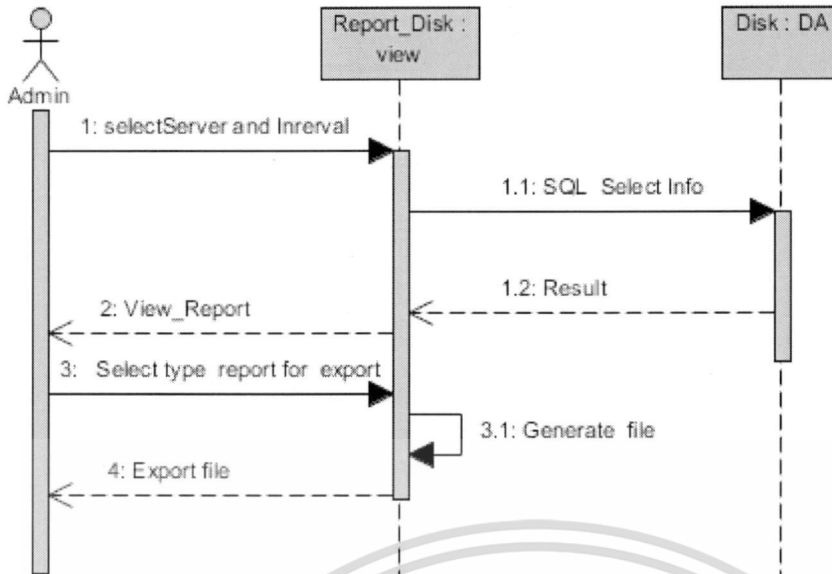 Report_Disk :
view
Disk : DA
Admin
1: selectServer and Inrerval
1.1: SQL Select Info
1.2: Result
2: View_Report
3: Select type report for export
3.1: Generate file
4: Export file